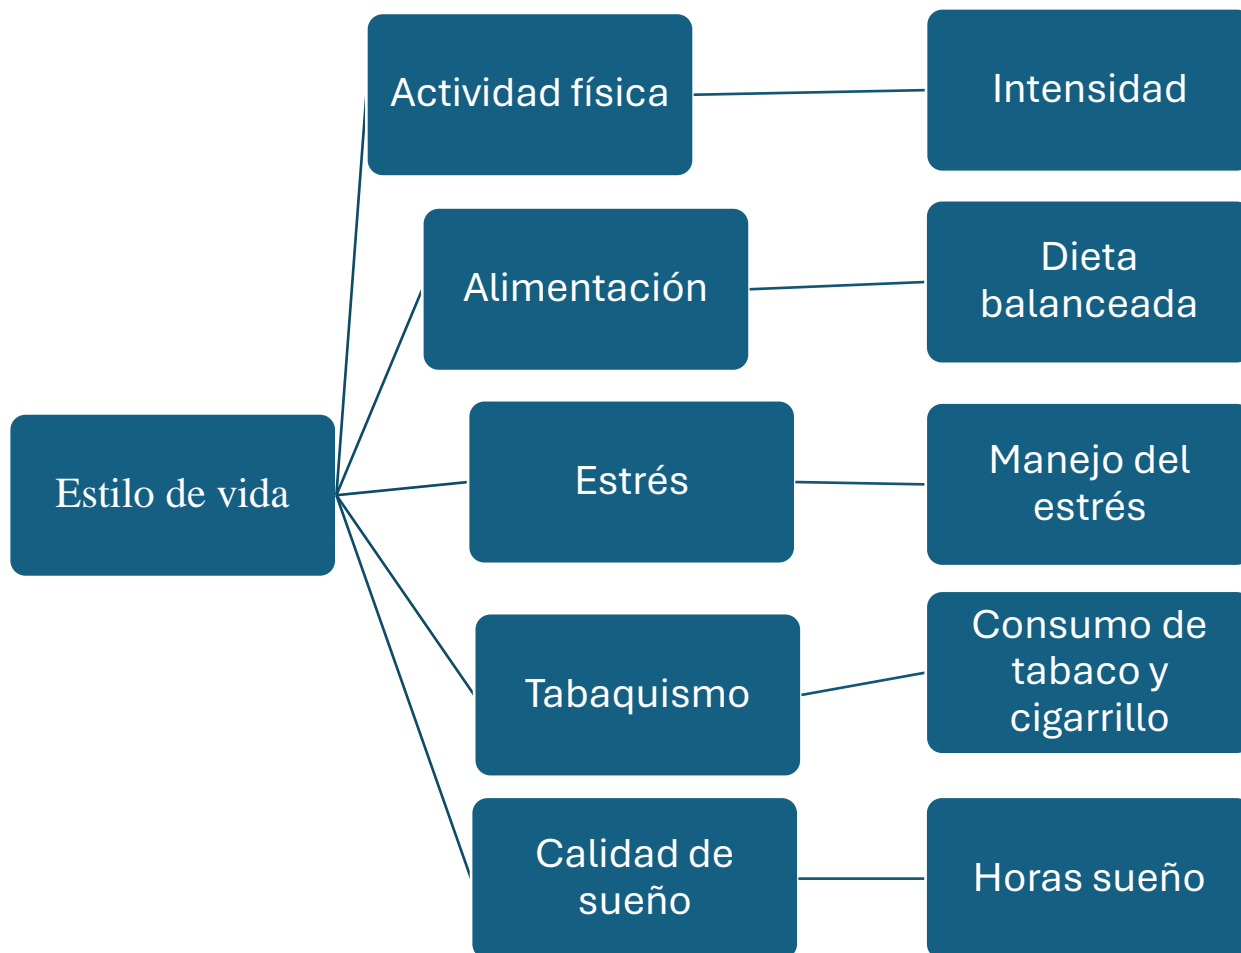 Actividad física
Intensidad
Alimentación
Dieta
balanceada
Estilo de vida
Estrés
Manejo del
estrés
Tabaquismo
Consumo de
tabaco y
cigarrillo
Calidad de
sueño
Horas sueño